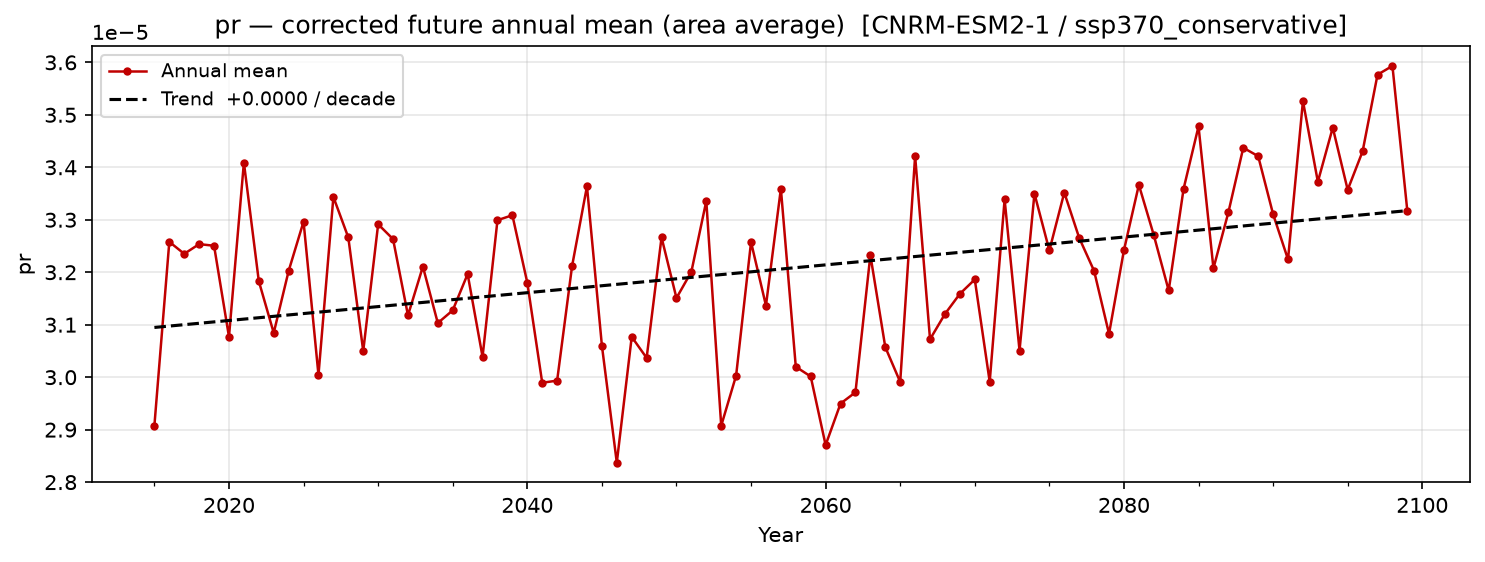 pr — corrected future annual mean (area average)  [CNRM-ESM2-1 / ssp370_conservative]
1e−5
Annual mean
Trend  +0.0000 / decade
3.6
3.5
3.4
3.3
3.2
3.1
3.0
2.9
2.8
pr
2020
2040
2060
2080
2100
Year